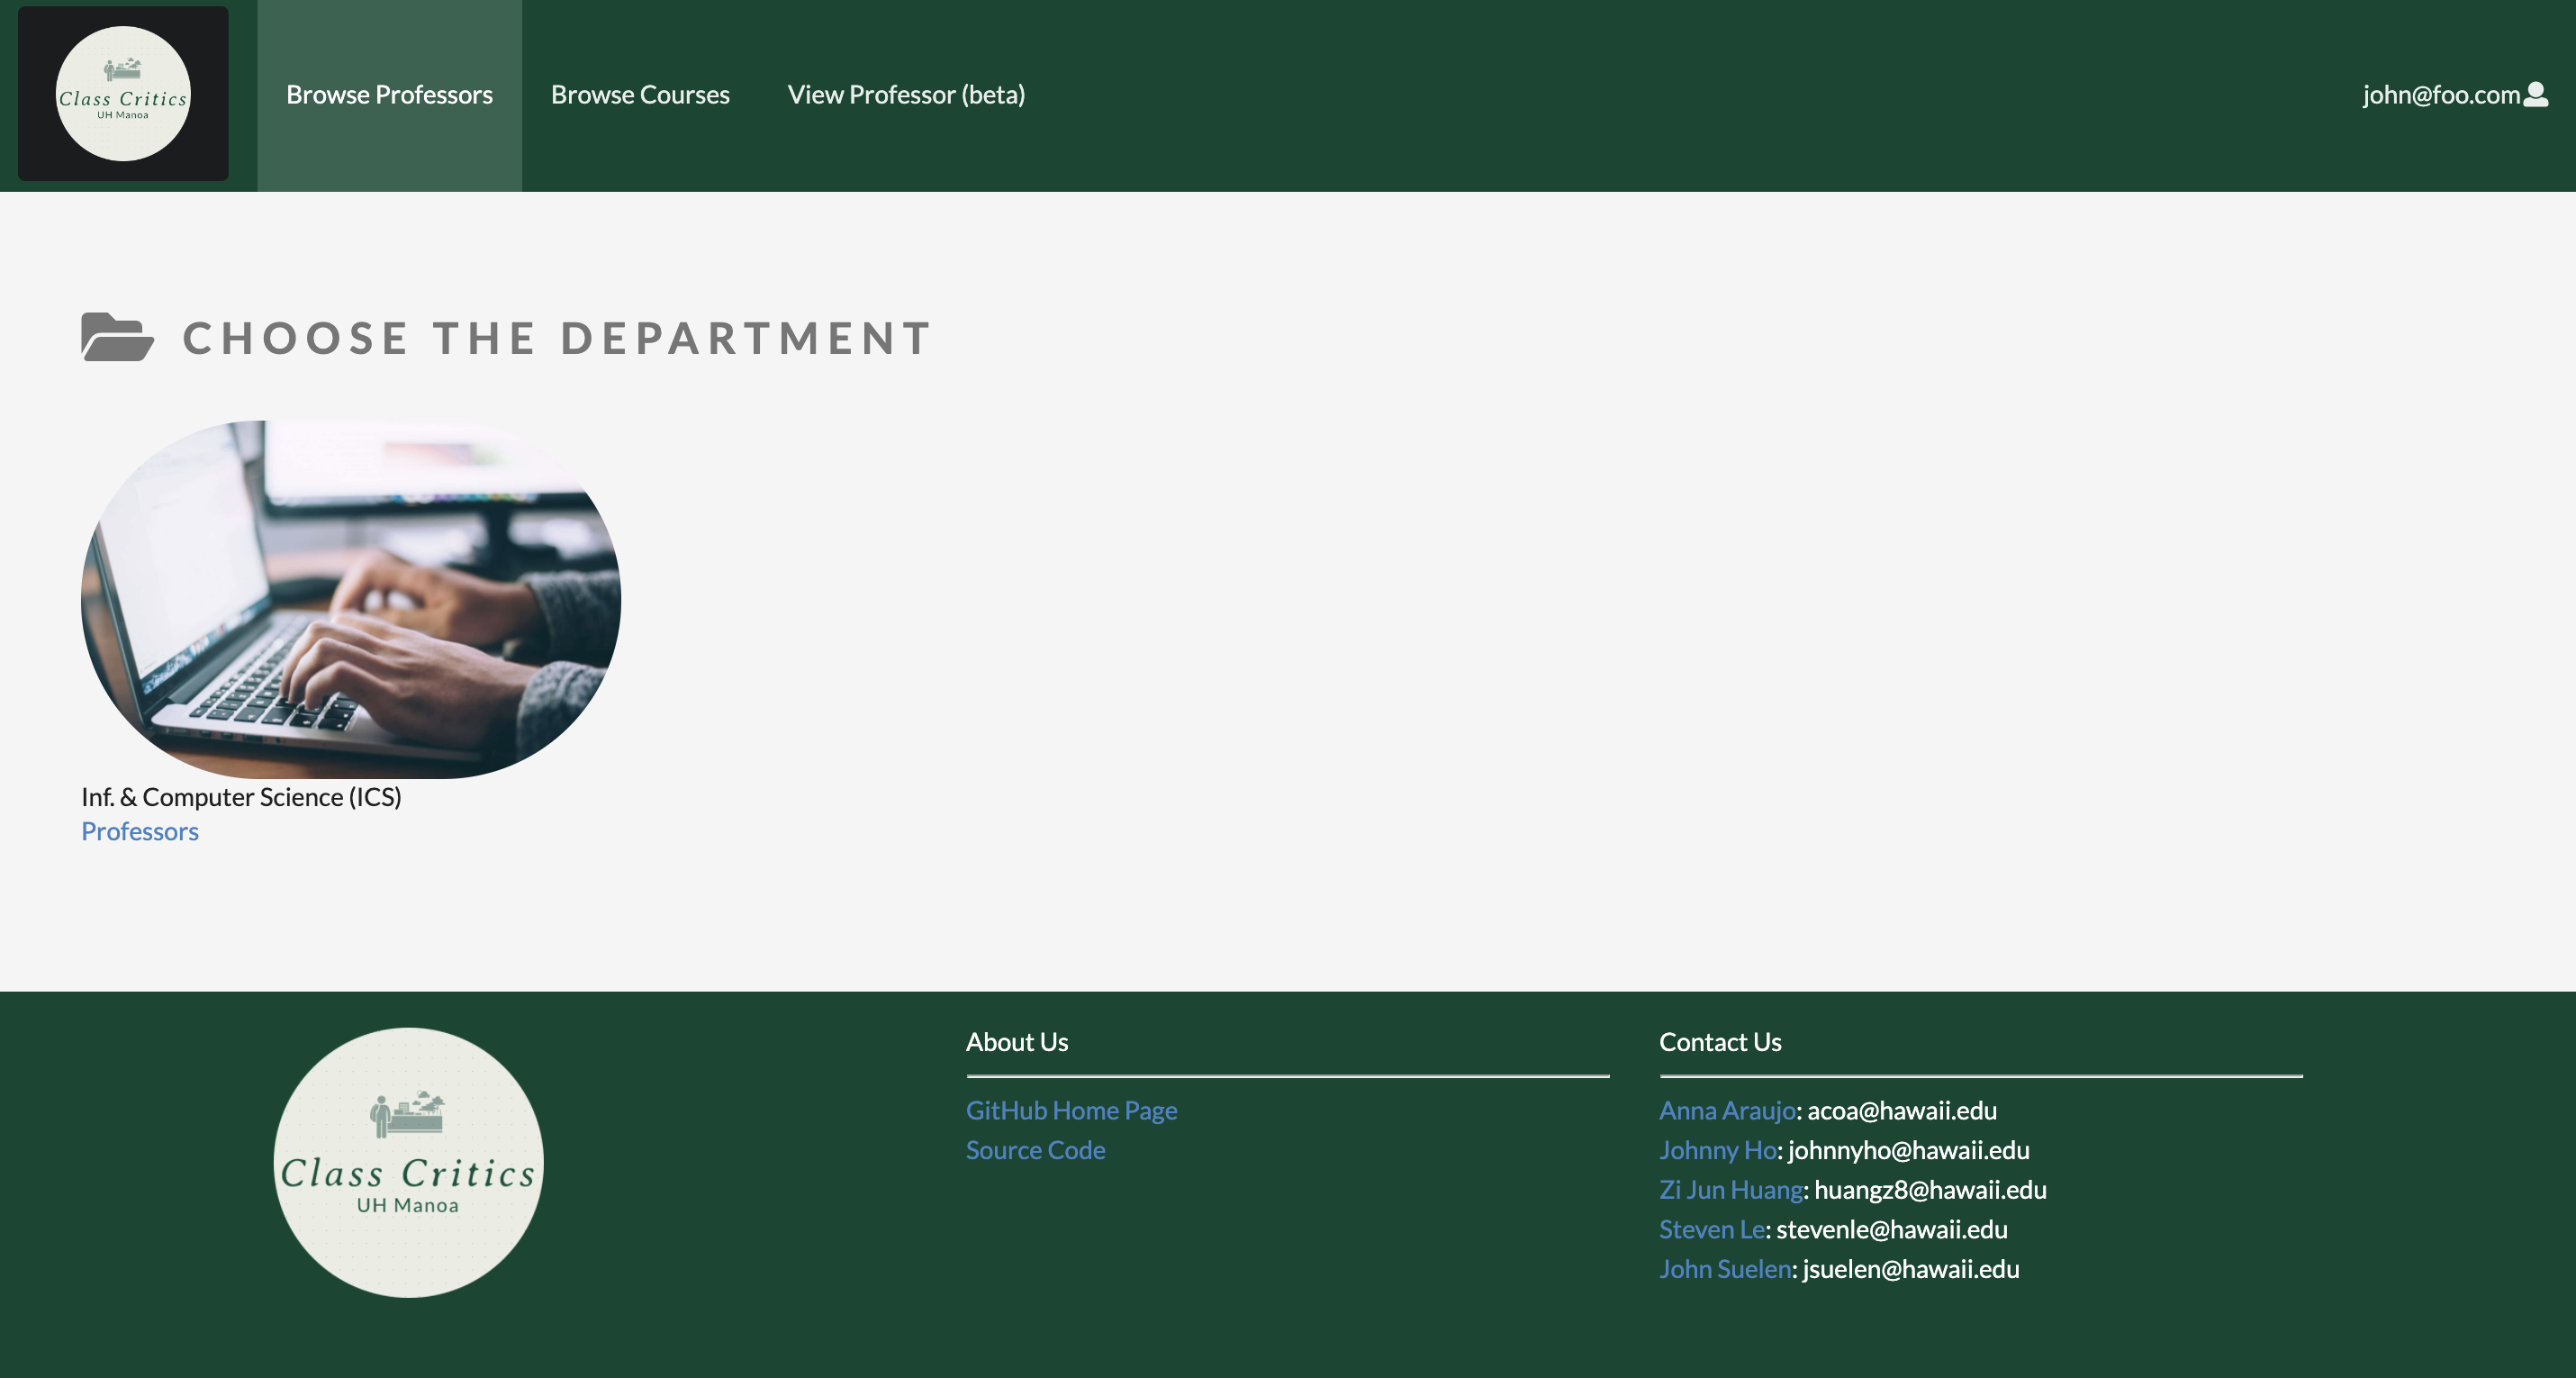 Class Critics
UH Manoa
Browse Professors
Browse Courses
View Professor (beta)
john@foo.com
CHOOSE THE DEPARTMENT
Inf. & Computer Science (ICS)
Professors
Class Critics
UH Manoa
About Us
GitHub Home Page
Source Code
Contact Us
Anna Araujo: acoa@hawaii.edu
Johnny Ho: johnnyho@hawaii.edu
Zi Jun Huang: huangz8@hawaii.edu
Steven Le: stevenle@hawaii.edu
John Suelen: jsuelen@hawaii.edu